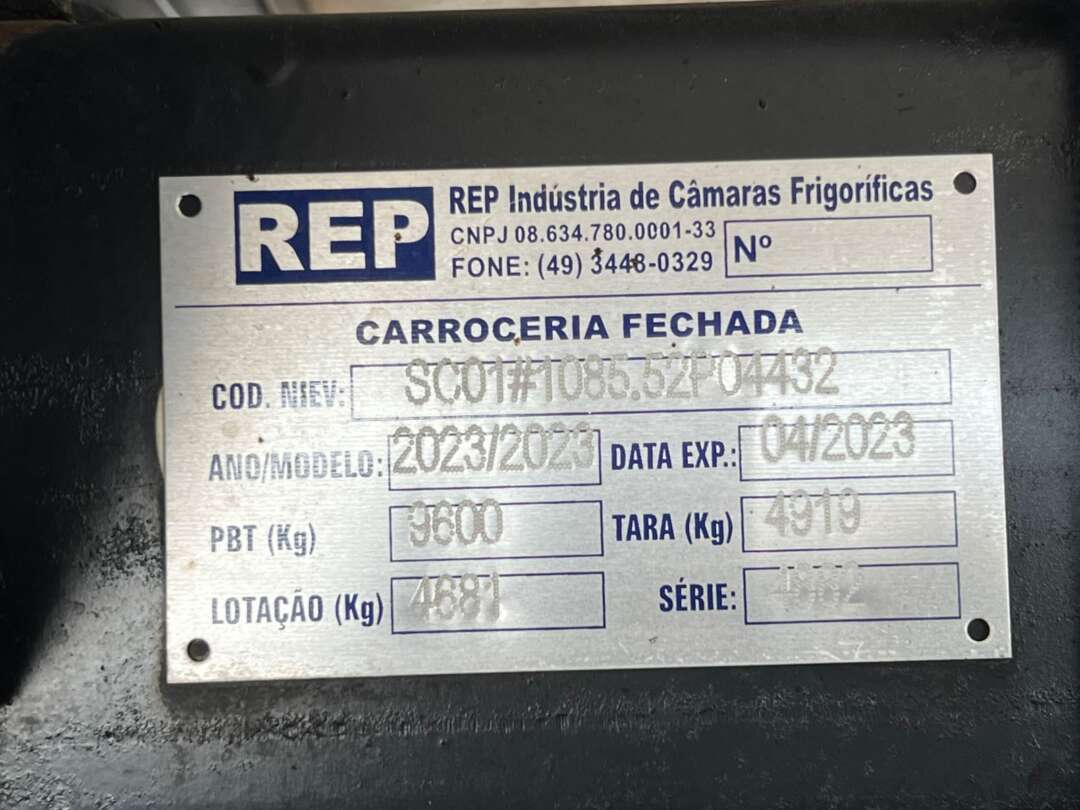 REP
REP Indústria de Câmaras Frigoríficas
CNPJ 08.634.780.0001-33
FONE: (49) 3448-0329
Nº
CARROCERIA FECHADA
COD. NIEV: SC01#1085.52P04432
ANO/MODELO: 2023/2023 DATA EXP.: 04/2023
PBT (Kg) 9600 TARA (Kg) 4919
LOTAÇÃO (Kg) 4681 SÉRIE: